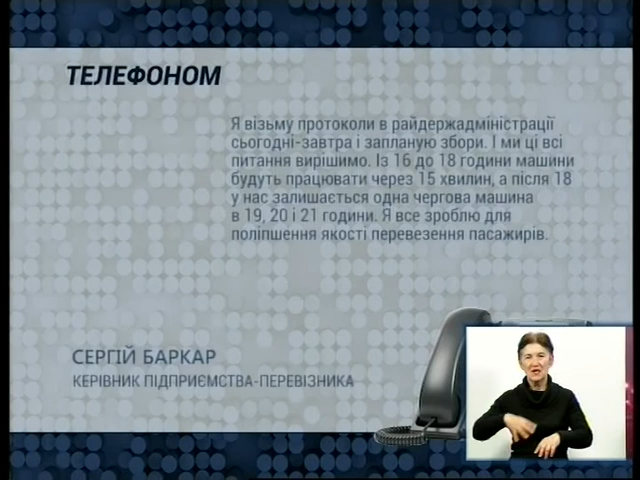 ТЕЛЕФОНОМ
Я візьму протоколи в райдержадміністрації
сьогодні-завтра і запланую збори. І ми ці всі
питання вирішимо. Із 16 до 18 години машини
будуть працювати через 15 хвилин, а після 18
у нас залишається одна чергова машина
в 19, 20 і 21 години. Я все зроблю для
поліпшення якості перевезення пасажирів.
СЕРГІЙ БАРКАР
КЕРІВНИК ПІДПРИЄМСТВА-ПЕРЕВІЗНИКА